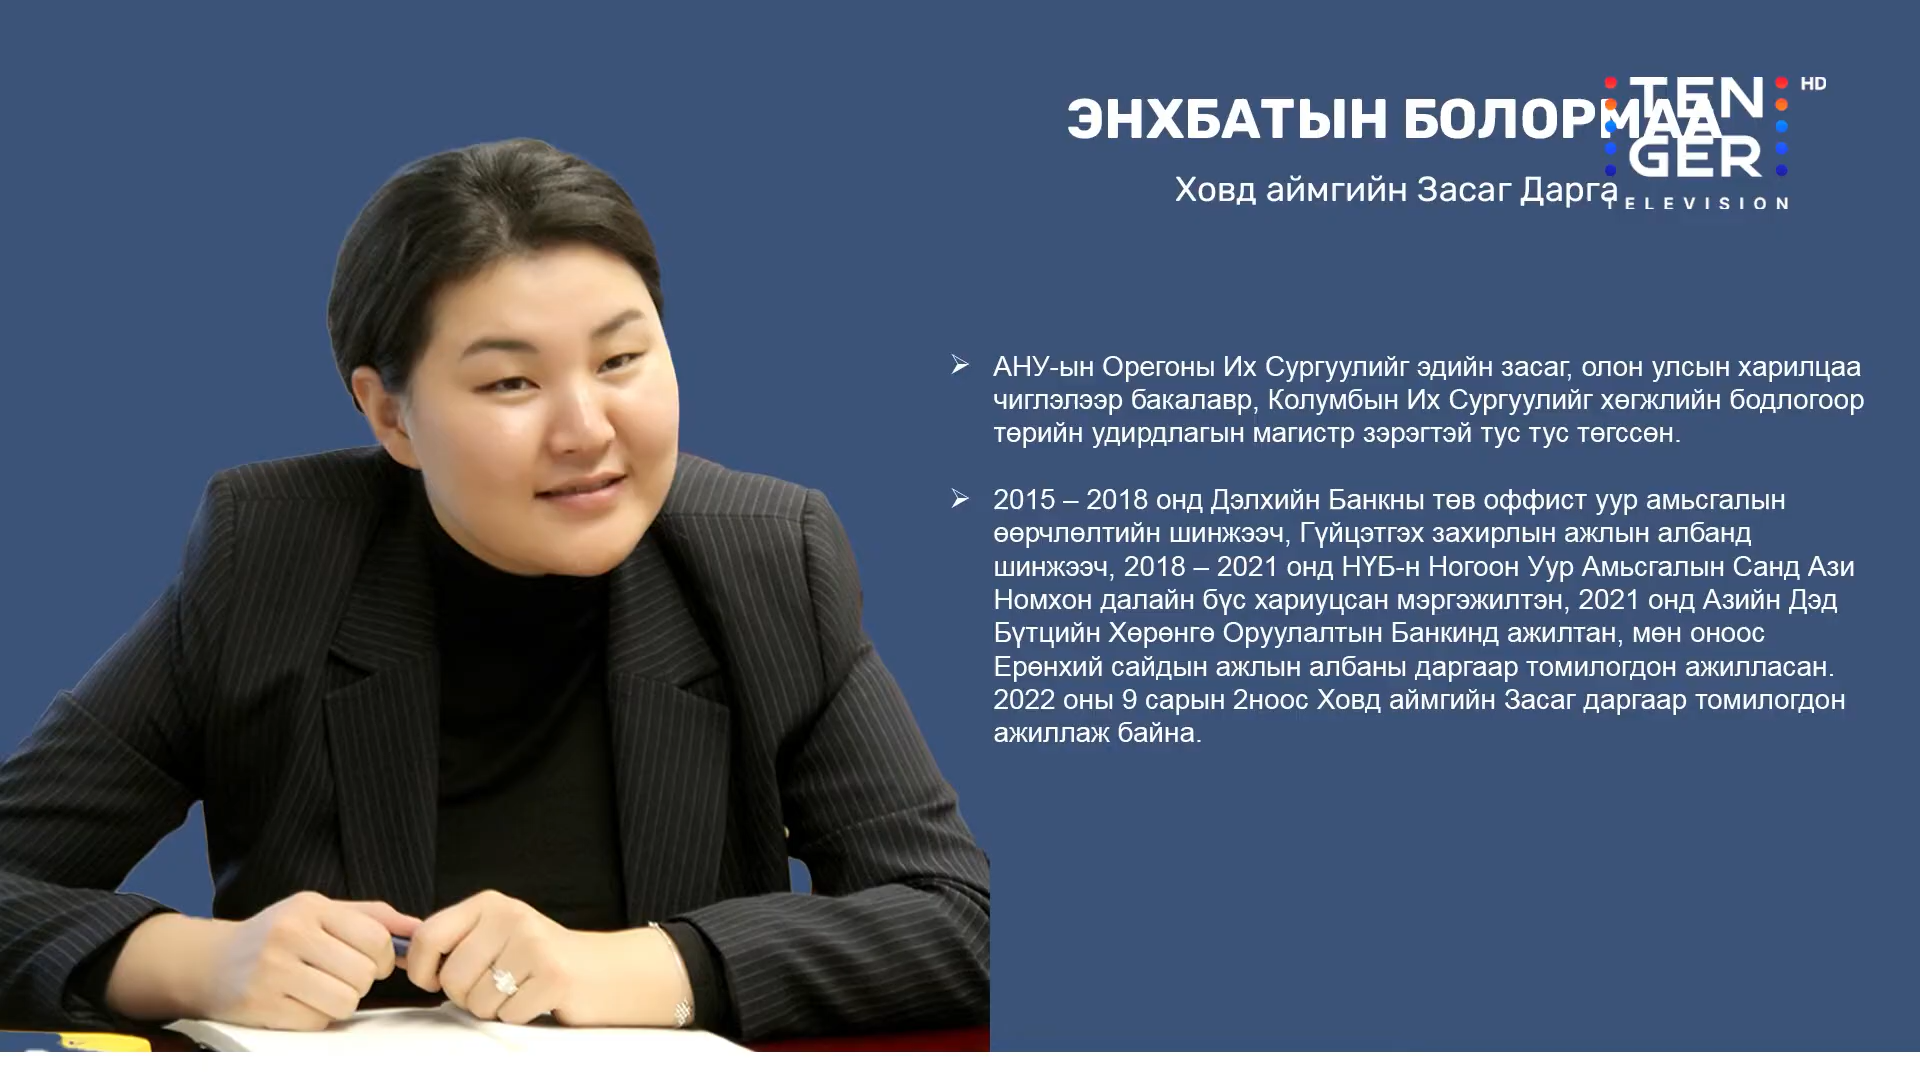 ЭНХБАТЫН БОЛОРМАА
Ховд аймгийн Засаг Дарга
TEN
GER
HD
TELEVISION
АНУ-ын Орегоны Их Сургуулийг эдийн засаг, олон улсын харилцаа
чиглэлээр бакалавр, Колумбын Их Сургуулийг хөгжлийн бодлогоор
төрийн удирдлагын магистр зэрэгтэй тус тус төгссөн.
2015 – 2018 онд Дэлхийн Банкны төв оффист уур амьсгалын
өөрчлөлтийн шинжээч, Гүйцэтгэх захирлын ажлын албанд
шинжээч, 2018 – 2021 онд НҮБ-н Ногоон Уур Амьсгалын Санд Ази
Номхон далайн бүс хариуцсан мэргэжилтэн, 2021 онд Азийн Дэд
Бүтцийн Хөрөнгө Оруулалтын Банкинд ажилтан, мөн оноос
Ерөнхий сайдын ажлын албаны даргаар томилогдон ажилласан.
2022 оны 9 сарын 2ноос Ховд аймгийн Засаг даргаар томилогдон
ажиллаж байна.